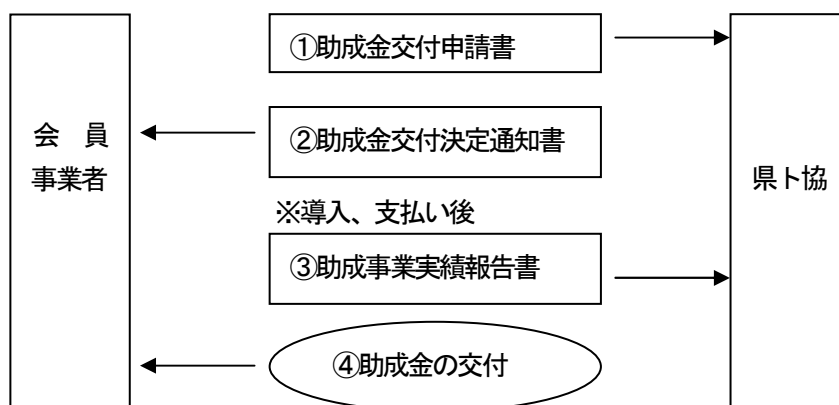 会　員
事業者
①助成金交付申請書
②助成金交付決定通知書
※導入、支払い後
③助成事業実績報告書
④助成金の交付
県ト協